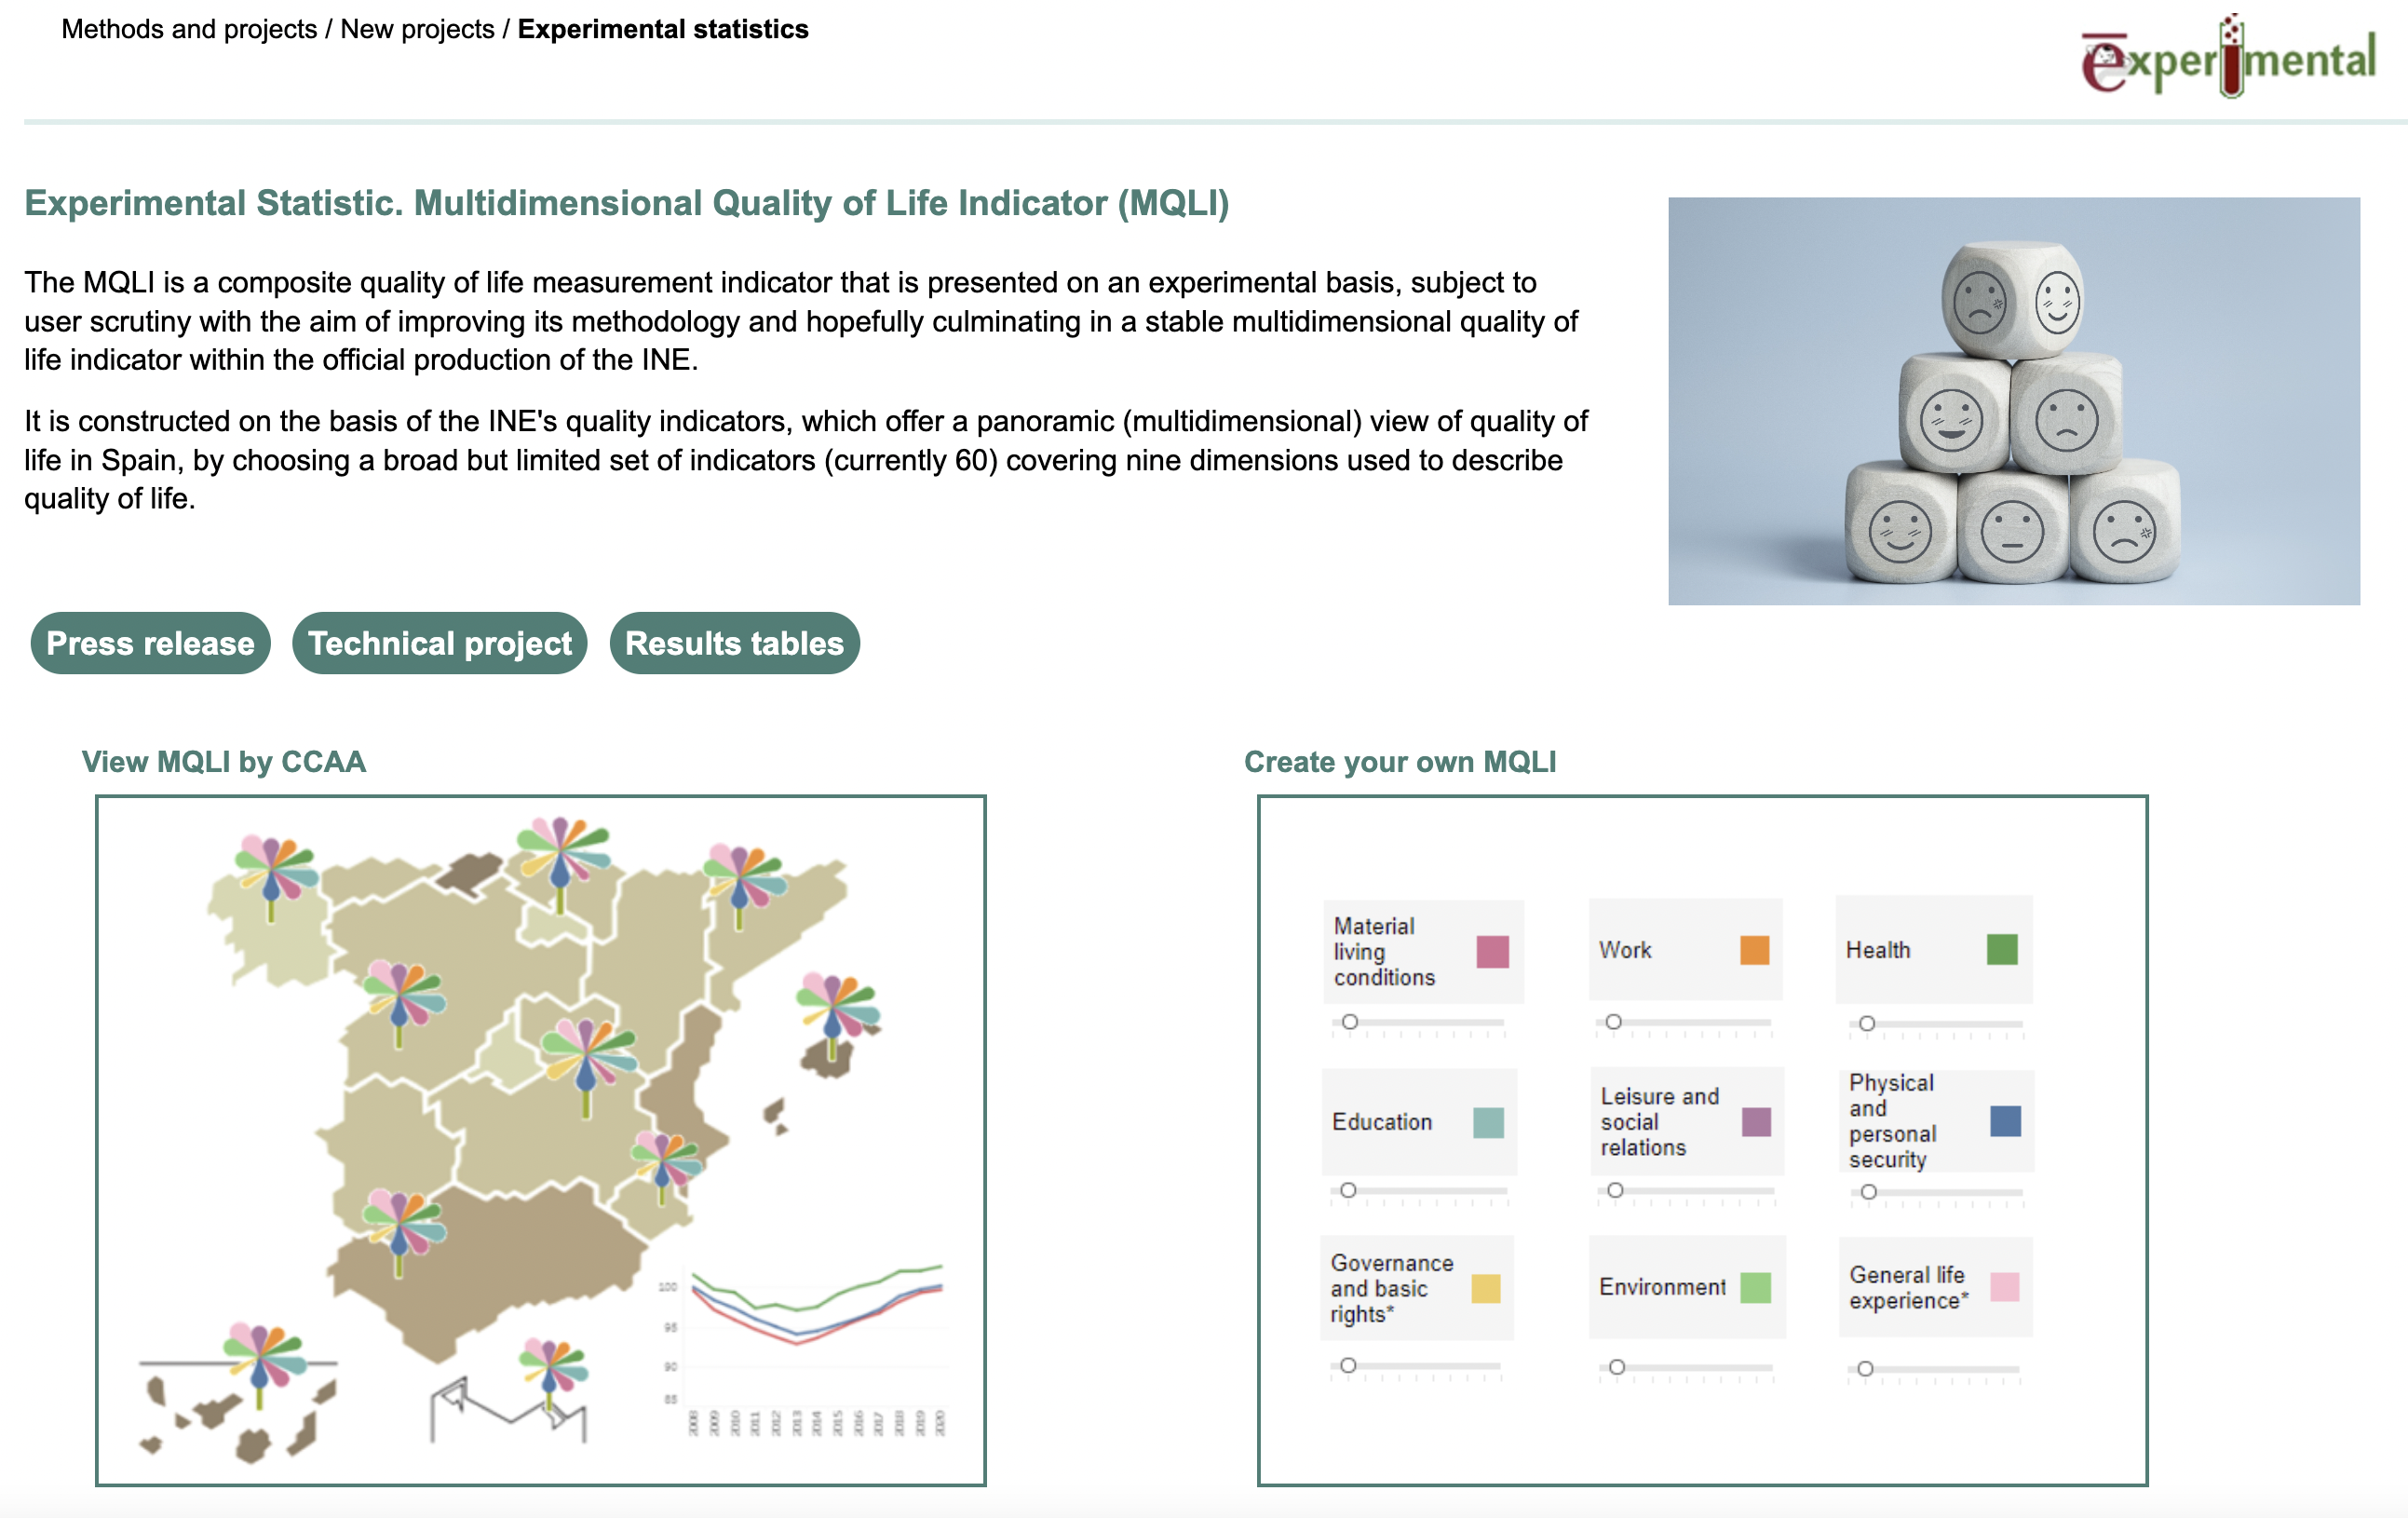 Methods and projects / New projects / Experimental statistics
experimental
Experimental Statistic. Multidimensional Quality of Life Indicator (MQLI)
The MQLI is a composite quality of life measurement indicator that is presented on an experimental basis, subject to
user scrutiny with the aim of improving its methodology and hopefully culminating in a stable multidimensional quality of
life indicator within the official production of the INE.
It is constructed on the basis of the INE's quality indicators, which offer a panoramic (multidimensional) view of quality of
life in Spain, by choosing a broad but limited set of indicators (currently 60) covering nine dimensions used to describe
quality of life.
Press release
Technical project
Results tables
View MQLI by CCAA
100
95
90
85
2008
2009
2010
2011
2012
2013
2014
2015
2016
2017
2018
2019
2020
Create your own MQLI
Material
living
conditions
Work
Health
Education
Leisure and
social
relations
Physical
and
personal
security
Governance
and basic
rights*
Environment
General life
experience*